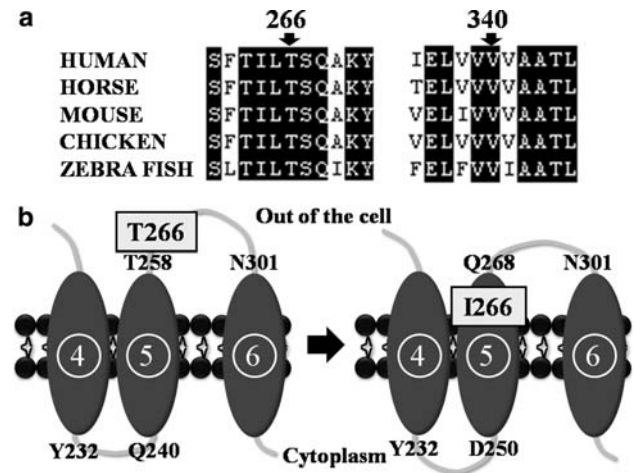 a
266 340
HUMAN SFTILTSQAKY IELVVVVAATL
HORSE SFTILTSQAKY TELVVVVAATL
MOUSE SFTILTSQAKY VELIVVVAATL
CHICKEN SFTILTSQAKY VELVVVVAATL
ZEBRA FISH SLTILTSQIKY FELFVVIAATL
b
Out of the cell
T266
T258 N301 Q268 N301
I266
4 5 6 4 5 6
Y232 Q240 Cytoplasm Y232 D250